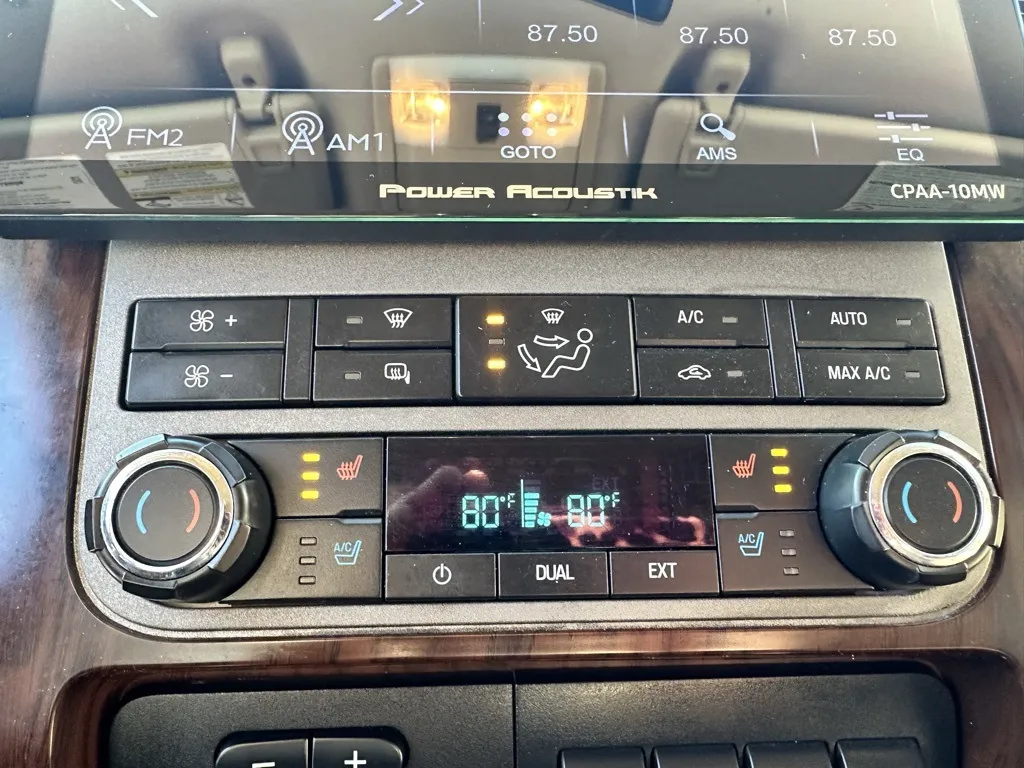 87.50 87.50 87.50
FM2 AM1 GOTO AMS EQ
POWER ACOUSTIK CPAA-10MW
+ A/C AUTO
− MAX A/C
80°F 80°F EXT
A/C A/C
DUAL EXT
− +